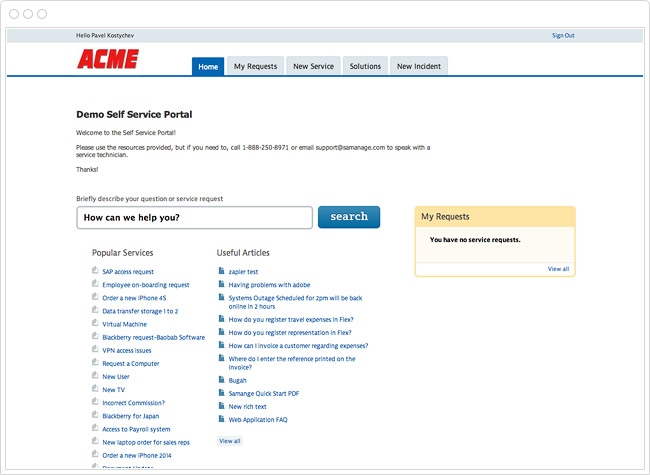 Hello Pavel Kostychev
Sign Out
ACME
Home
My Requests
New Service
Solutions
New Incident
Demo Self Service Portal
Welcome to the Self Service Portal!
Please use the resources provided, but if you need to, call 1-888-250-8971 or email support@samanage.com to speak with a
service technician.
Thanks!
Briefly describe your question or service request
How can we help you?
search
My Requests
You have no service requests.
View all
Popular Services
SAP access request
Employee on-boarding request
Order a new iPhone 4S
Data transfer storage 1 to 2
Virtual Machine
Blackberry request-Baobab Software
VPN access issues
Request a Computer
New User
New TV
Incorrect Commission?
Blackberry for Japan
Access to Payroll system
New laptop order for sales reps
Order a new iPhone 2014
Document Update
Useful Articles
zapier test
Having problems with adobe
Systems Outage Scheduled for 2pm will be back
online in 2 hours
How do you register travel expenses in Flex?
How do you register representation in Flex?
How can I invoice a customer regarding expenses?
Where do I enter the reference printed on the
invoice?
Bugah
Samange Quick Start PDF
New rich text
Web Application FAQ
View all